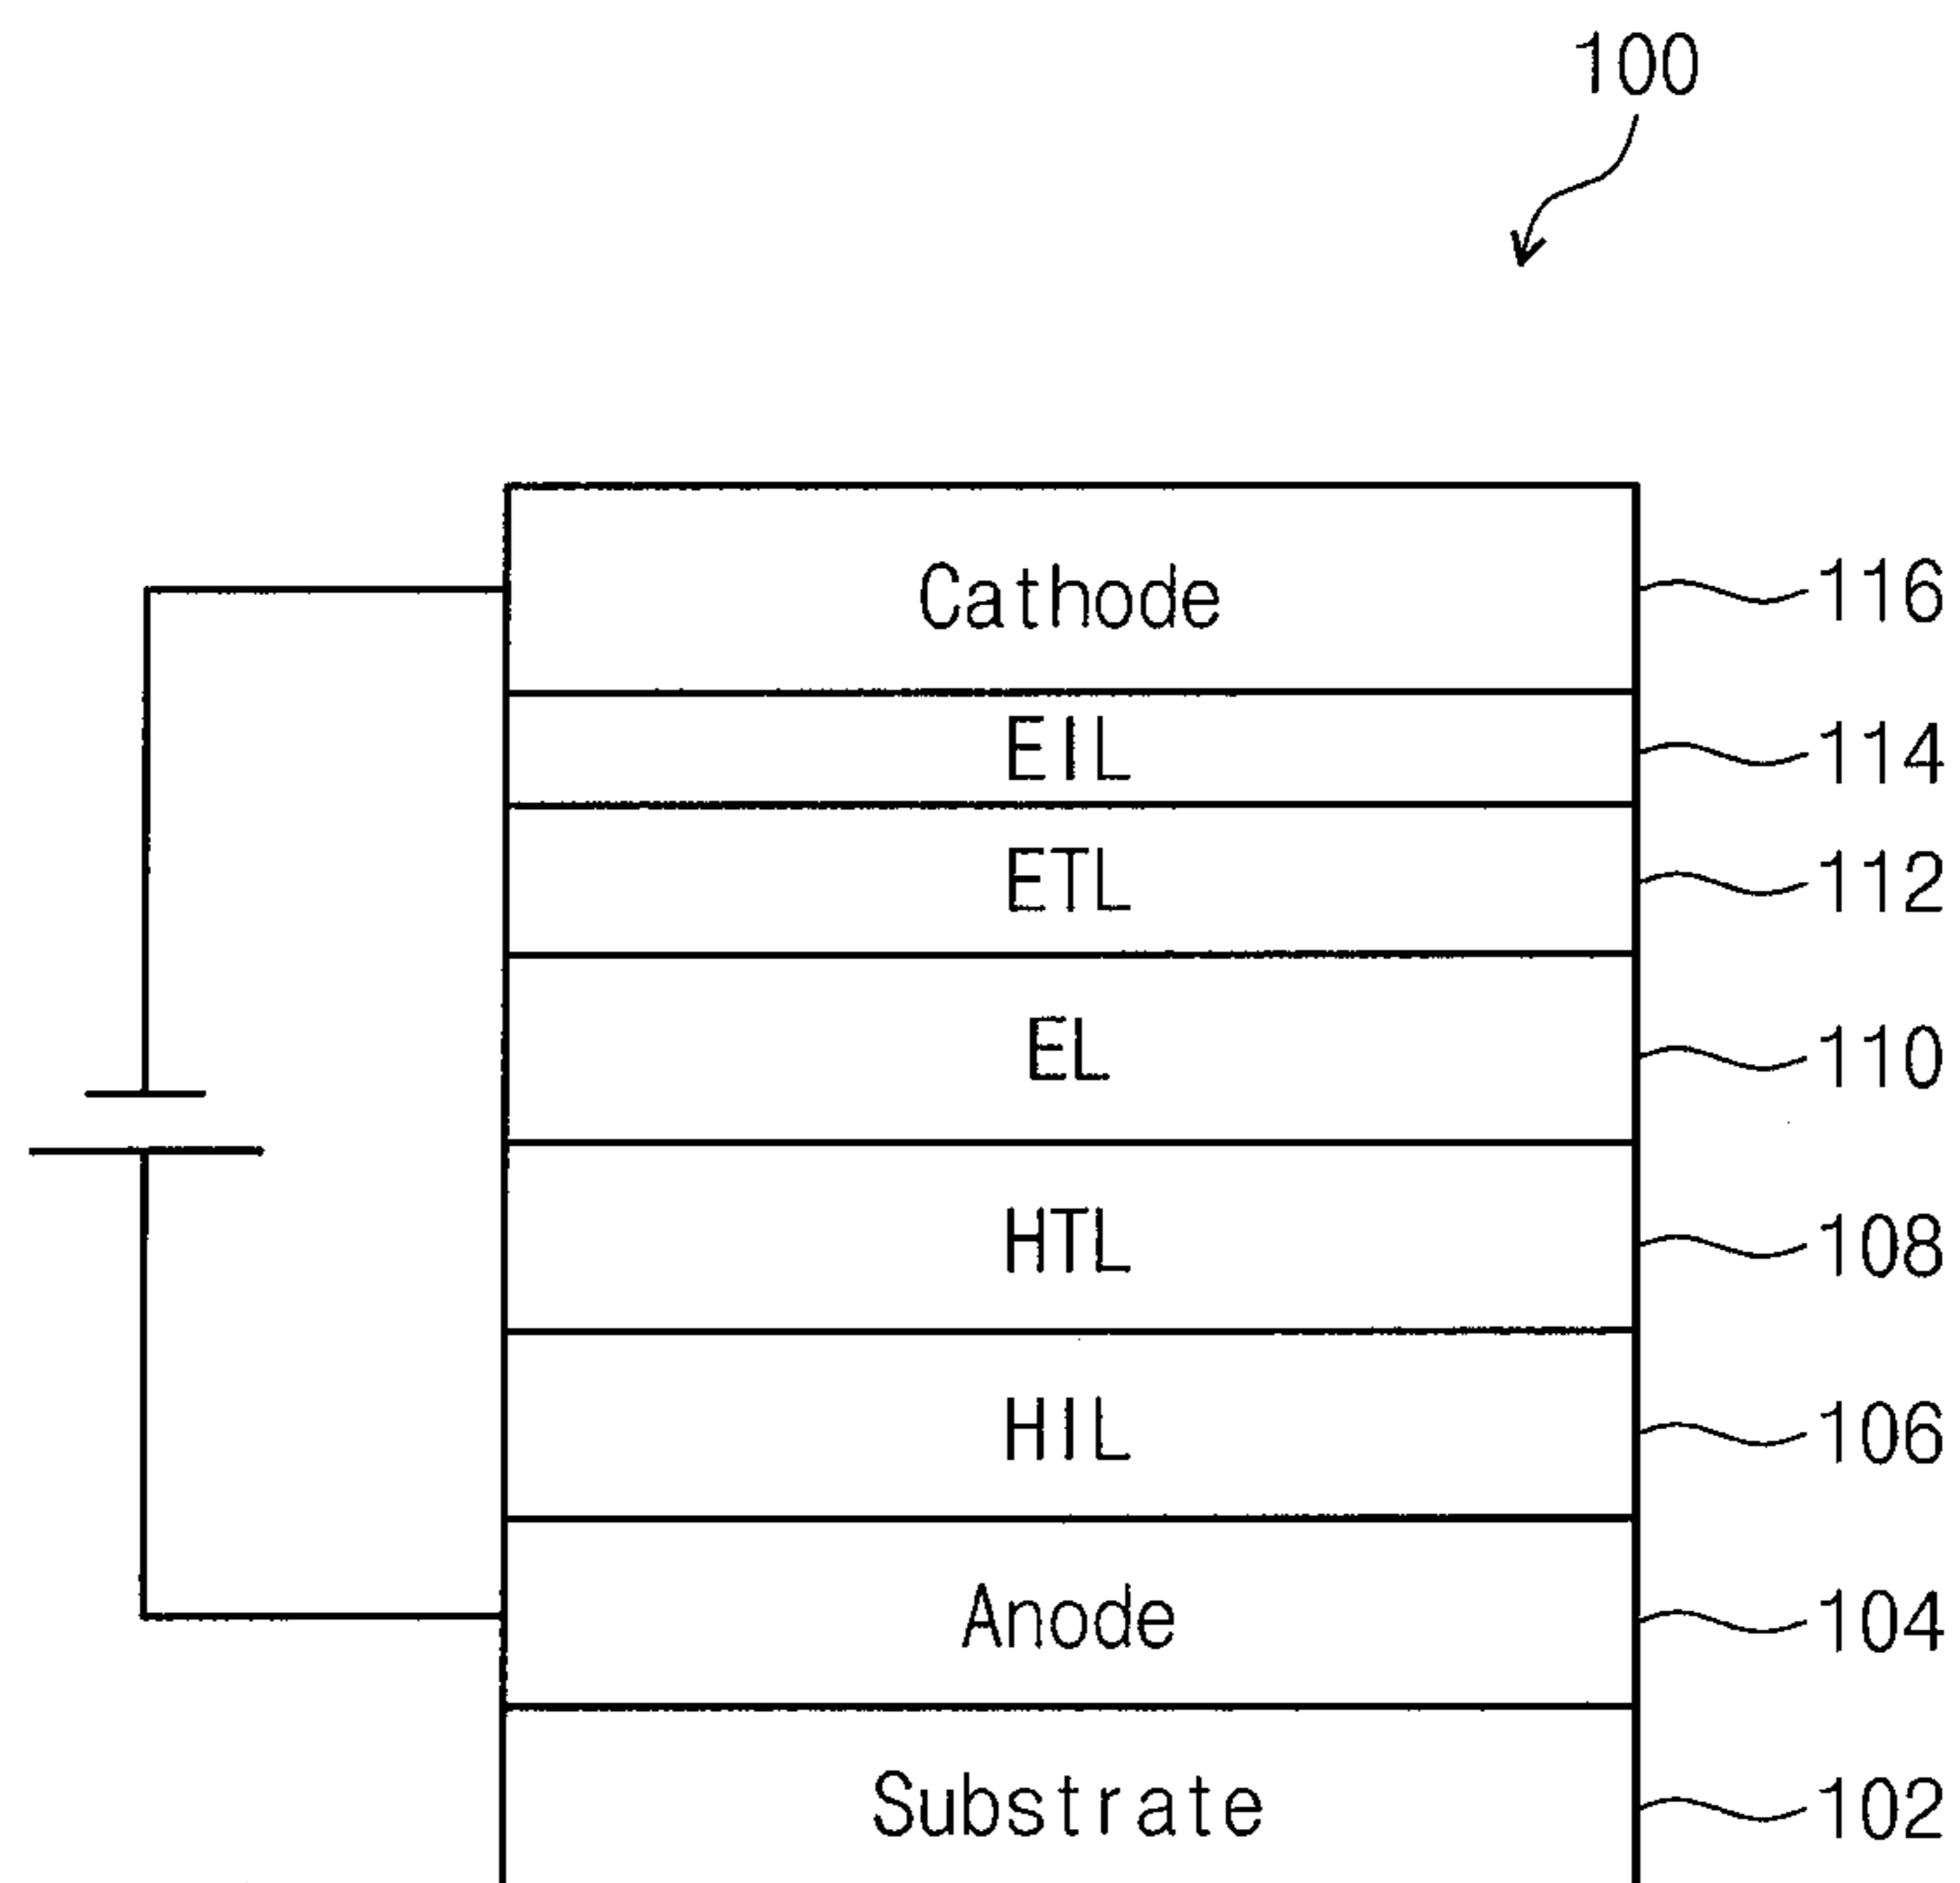 100
Cathode 116
EIL 114
ETL 112
EL 110
HTL 108
HIL 106
Anode 104
Substrate 102